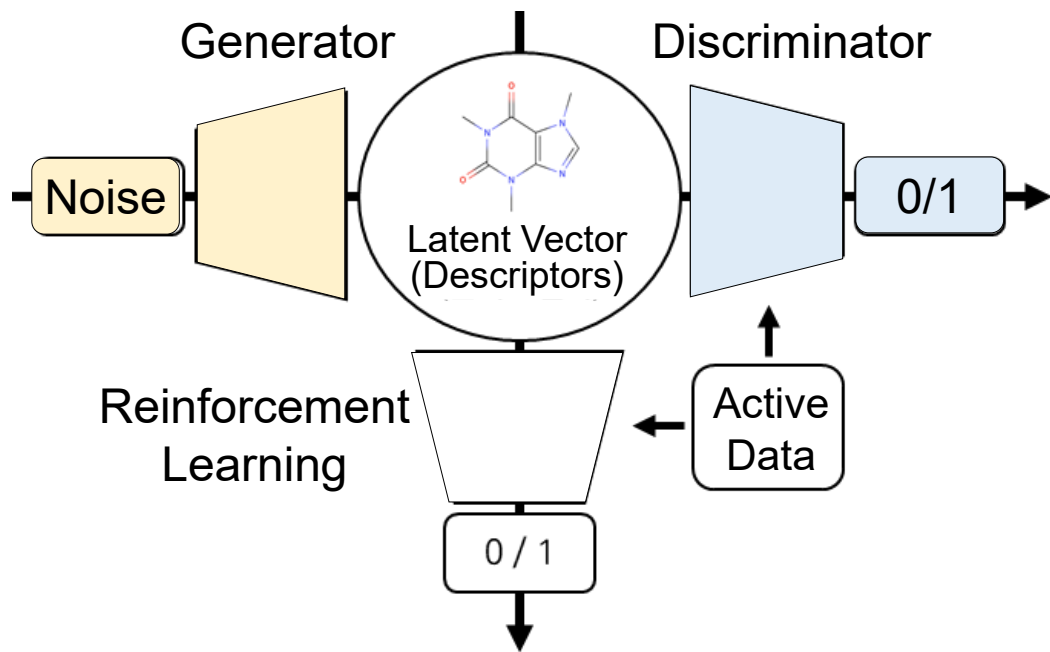 Generator
Discriminator
O
N
N
O
N
N
Noise
0/1
Latent Vector
(Descriptors)
Reinforcement
Learning
Active
Data
0 / 1